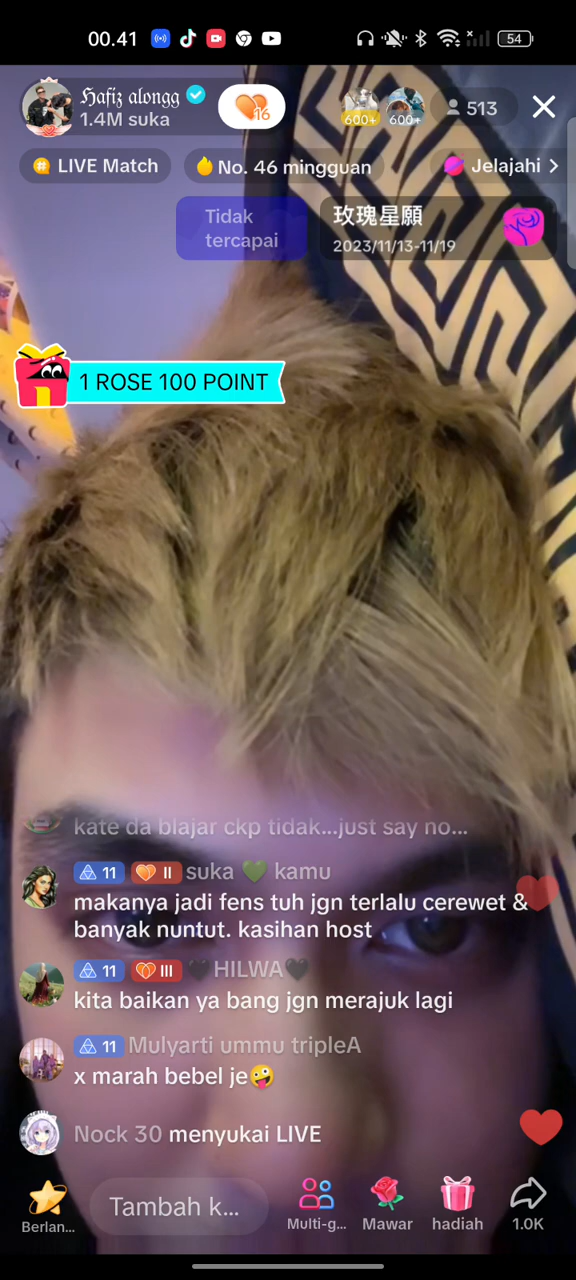 00.41
54
Hafiz alongg
1.4M suka
16
600+
600+
513
LIVE Match
No. 46 mingguan
Jelajahi
Tidak
tercapai
玫瑰星願
2023/11/13-11/19
1 ROSE 100 POINT
kate da blajar ckp tidak...just say no...
11 II suka 💚 kamu
makanya jadi fens tuh jgn terlalu cerewet &
banyak nuntut. kasihan host
11 III 🖤HILWA🖤
kita baikan ya bang jgn merajuk lagi
11 Mulyarti ummu tripleA
x marah bebel je🤪
Nock 30 menyukai LIVE
Berlan...
Tambah k...
Multi-g...
Mawar
hadiah
1.0K